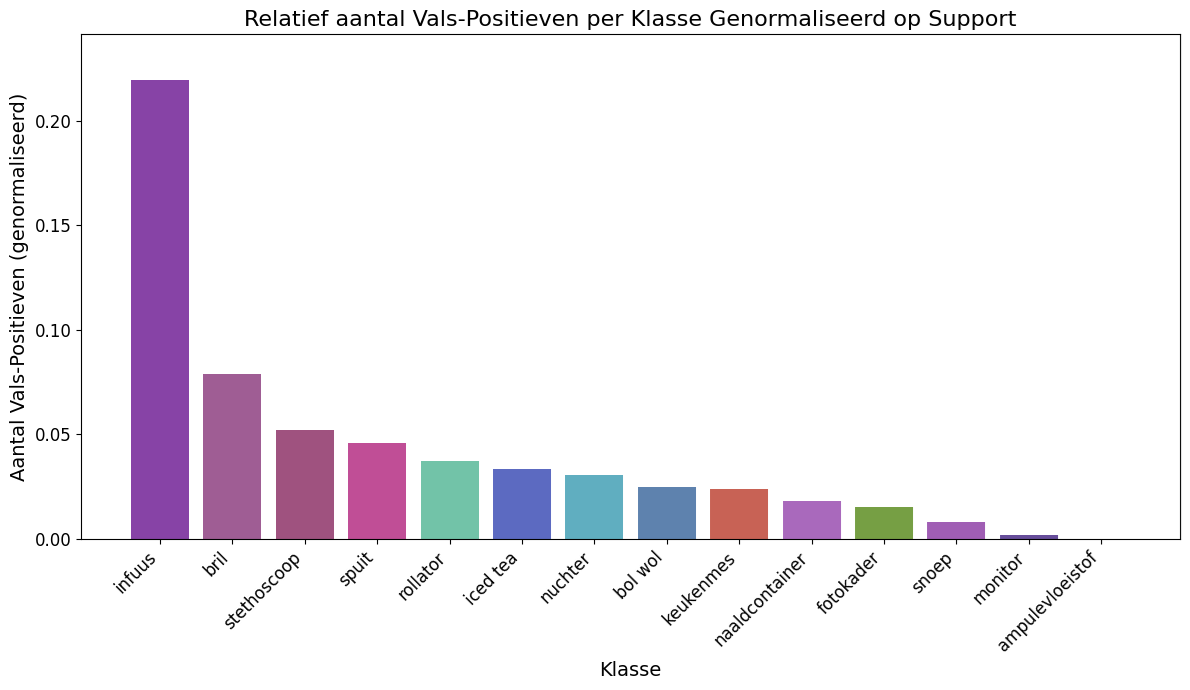 Relatief aantal Vals-Positieven per Klasse Genormaliseerd op Support
Aantal Vals-Positieven (genormaliseerd)
0.20
0.15
0.10
0.05
0.00
infuus
bril
stethoscoop
spuit
rollator
iced tea
nuchter
bol wol
keukenmes
naaldcontainer
fotokader
snoep
monitor
ampulevloeistof
Klasse